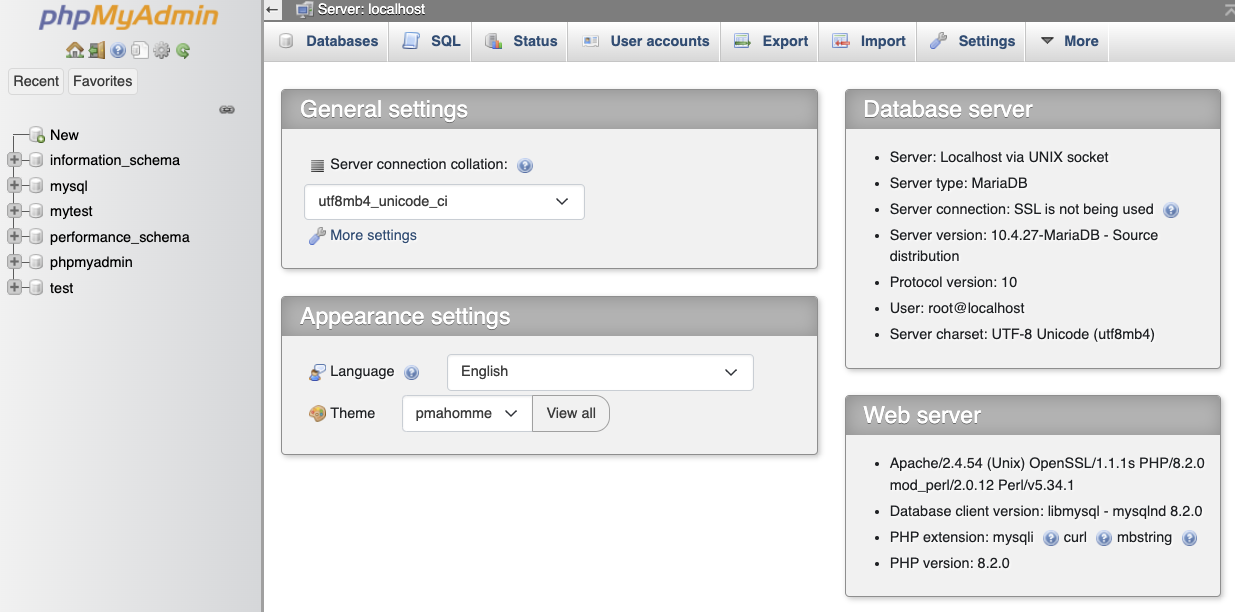 phpMyAdmin
Recent Favorites
New
information_schema
mysql
mytest
performance_schema
phpmyadmin
test
Server: localhost
Databases SQL Status User accounts Export Import Settings More
General settings
Server connection collation:
utf8mb4_unicode_ci
More settings
Appearance settings
Language English
Theme pmahomme View all
Database server
Server: Localhost via UNIX socket
Server type: MariaDB
Server connection: SSL is not being used
Server version: 10.4.27-MariaDB - Source
distribution
Protocol version: 10
User: root@localhost
Server charset: UTF-8 Unicode (utf8mb4)
Web server
Apache/2.4.54 (Unix) OpenSSL/1.1.1s PHP/8.2.0
mod_perl/2.0.12 Perl/v5.34.1
Database client version: libmysql - mysqlnd 8.2.0
PHP extension: mysqli curl mbstring
PHP version: 8.2.0